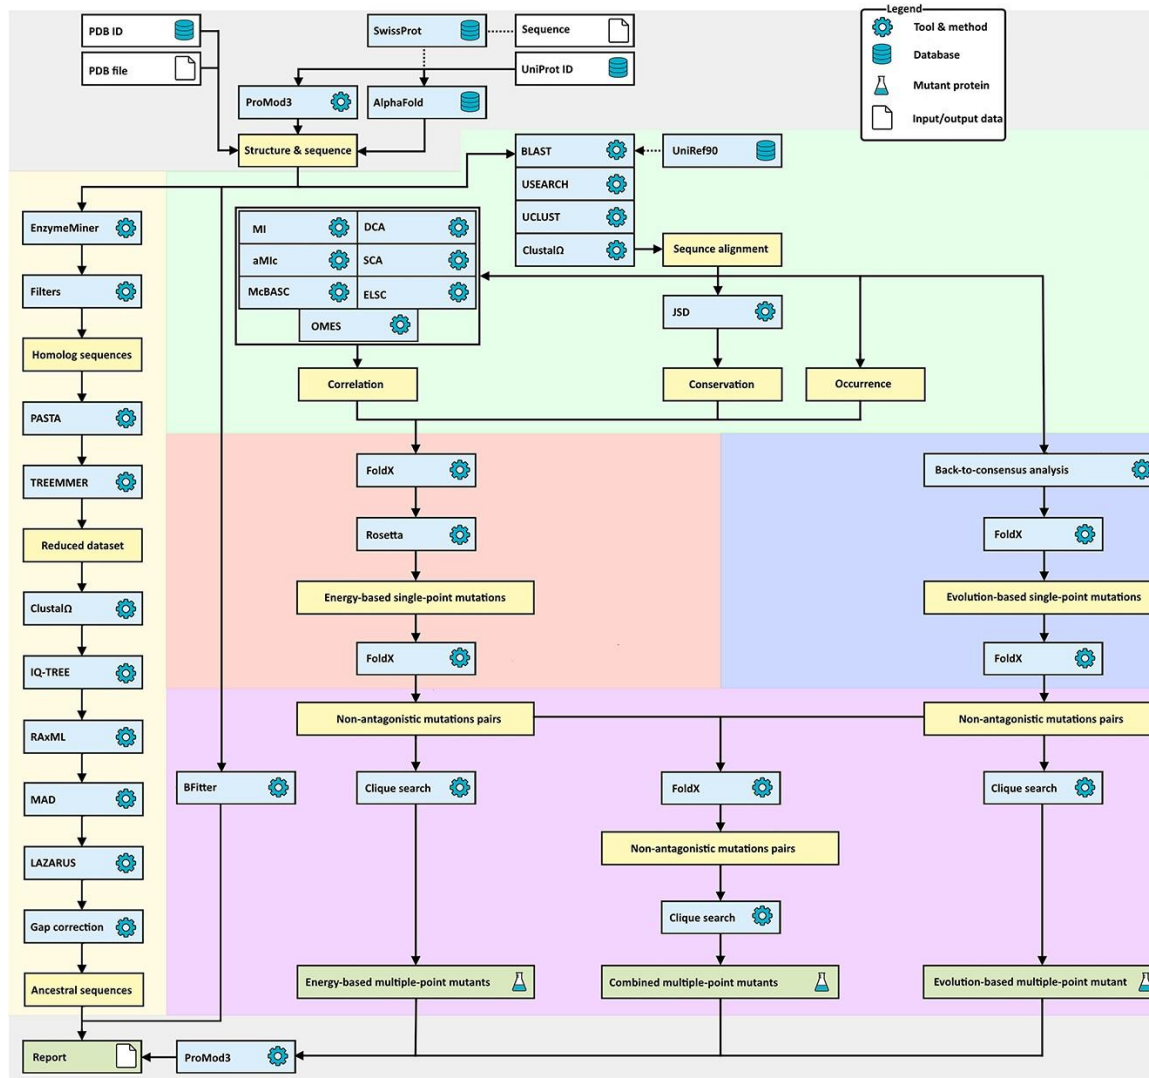 Legend
Tool & method
Database
Mutant protein
Input/output data
PDB ID
PDB file
SwissProt
Sequence
UniProt ID
ProMod3
AlphaFold
Structure & sequence
BLAST
UniRef90
USEARCH
UCLUST
ClustalΩ
Sequnce alignment
EnzymeMiner
Filters
Homolog sequences
PASTA
TREEMMER
Reduced dataset
ClustalΩ
IQ-TREE
RAxML
MAD
LAZARUS
Gap correction
Ancestral sequences
Report
MI
DCA
aMIc
SCA
McBASC
ELSC
OMES
JSD
Correlation
Conservation
Occurrence
FoldX
Rosetta
Energy-based single-point mutations
FoldX
Back-to-consensus analysis
FoldX
Evolution-based single-point mutations
FoldX
Non-antagonistic mutations pairs
Non-antagonistic mutations pairs
BFitter
Clique search
FoldX
Clique search
Non-antagonistic mutations pairs
Clique search
Energy-based multiple-point mutants
Combined multiple-point mutants
Evolution-based multiple-point mutant
ProMod3